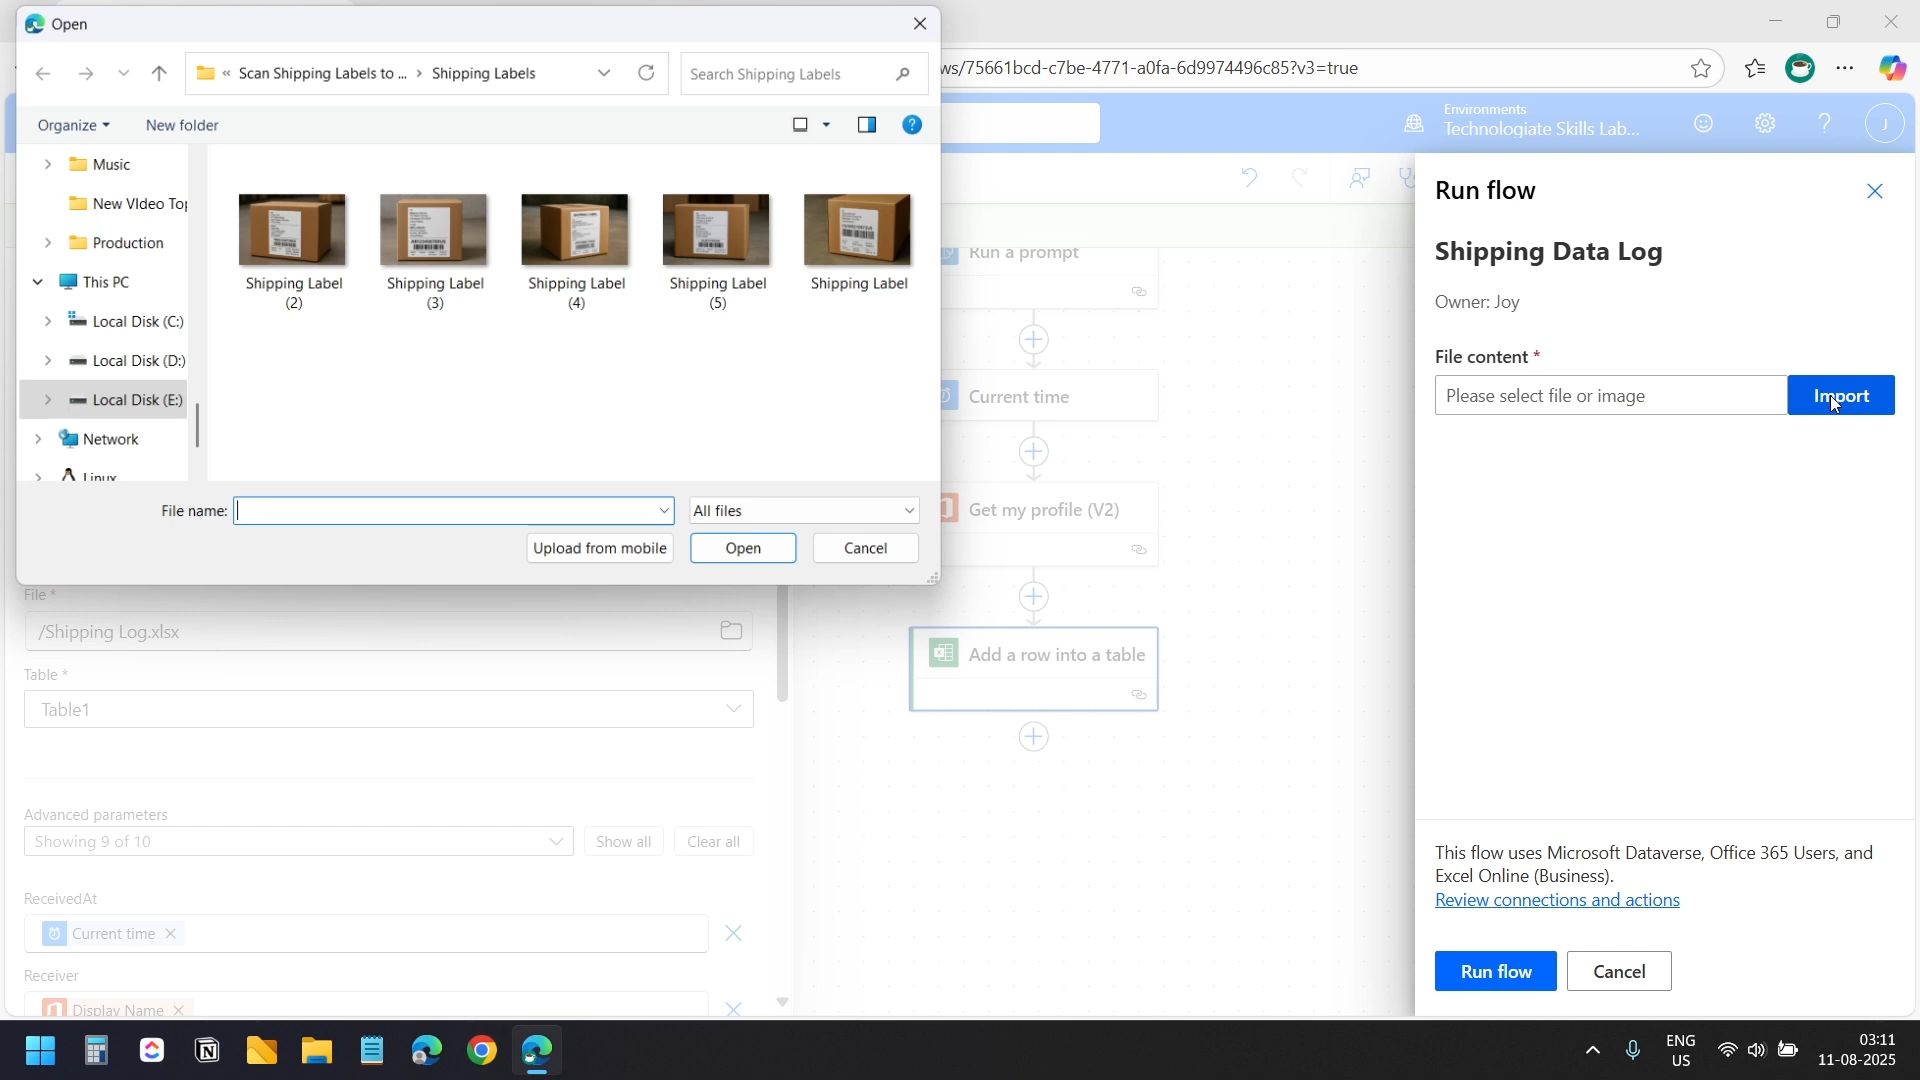 Open
« Scan Shipping Labels to ... › Shipping Labels
Search Shipping Labels
Organize
New folder
Music
New VIdeo Top
Production
This PC
Local Disk (C:)
Local Disk (D:)
Local Disk (E:)
Network
Linux
Shipping Label
(2)
Shipping Label
(3)
Shipping Label
(4)
Shipping Label
(5)
Shipping Label
File name:
All files
Upload from mobile
Open
Cancel
ws/75661bcd-c7be-4771-a0fa-6d9974496c85?v3=true
Environments
Technologiate Skills Lab...
J
Run a prompt
Current time
Get my profile (V2)
Add a row into a table
File *
/Shipping Log.xlsx
Table *
Table1
Advanced parameters
Showing 9 of 10
Show all
Clear all
ReceivedAt
Current time
Receiver
Display Name
Run flow
Shipping Data Log
Owner: Joy
File content *
Please select file or image
Import
This flow uses Microsoft Dataverse, Office 365 Users, and
Excel Online (Business).
Review connections and actions
Run flow
Cancel
ENG
US
03:11
11-08-2025